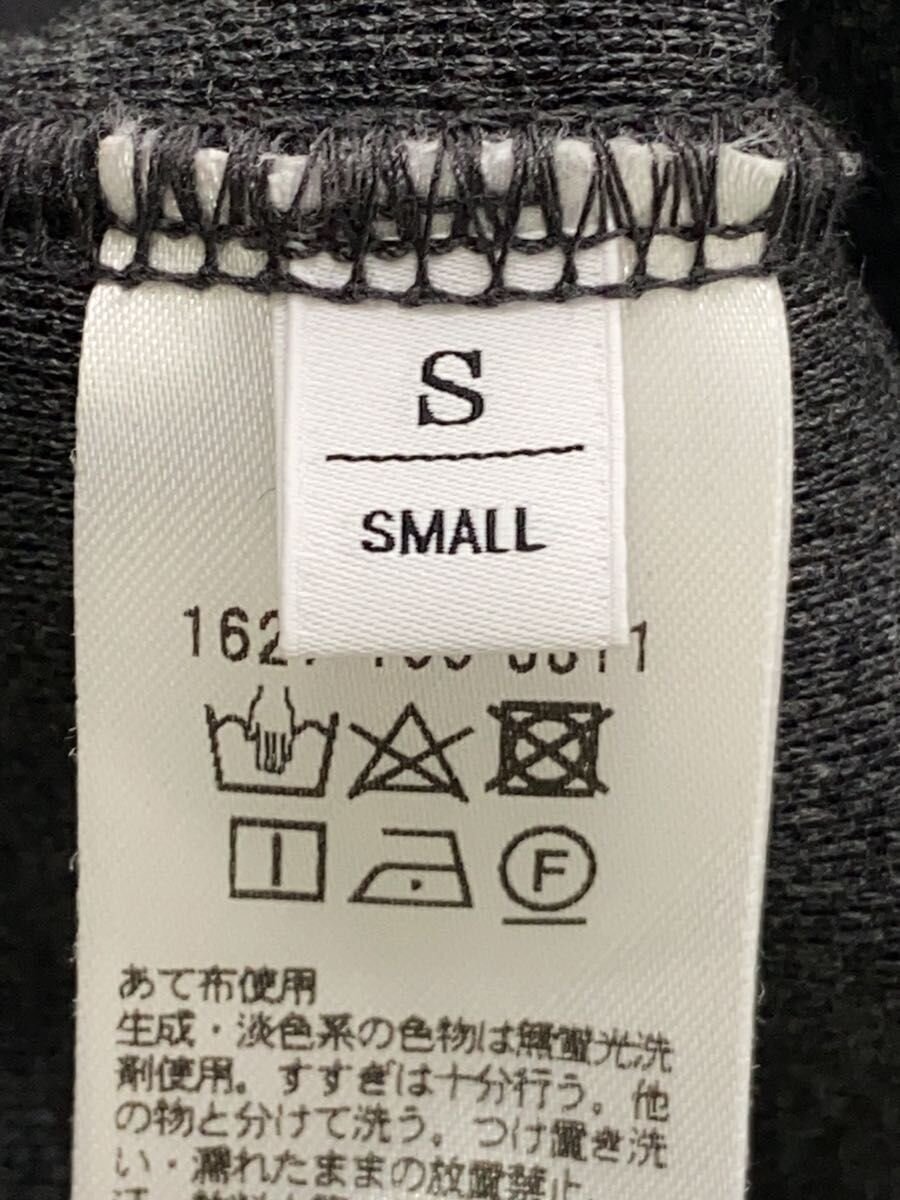 S
SMALL
F
あて布使用
生成・淡色系の色物は無蛍光洗
剤使用。すすぎは十分行う。他
の物と分けて洗う。つけ置き洗
い・濡れたままの放置禁止。